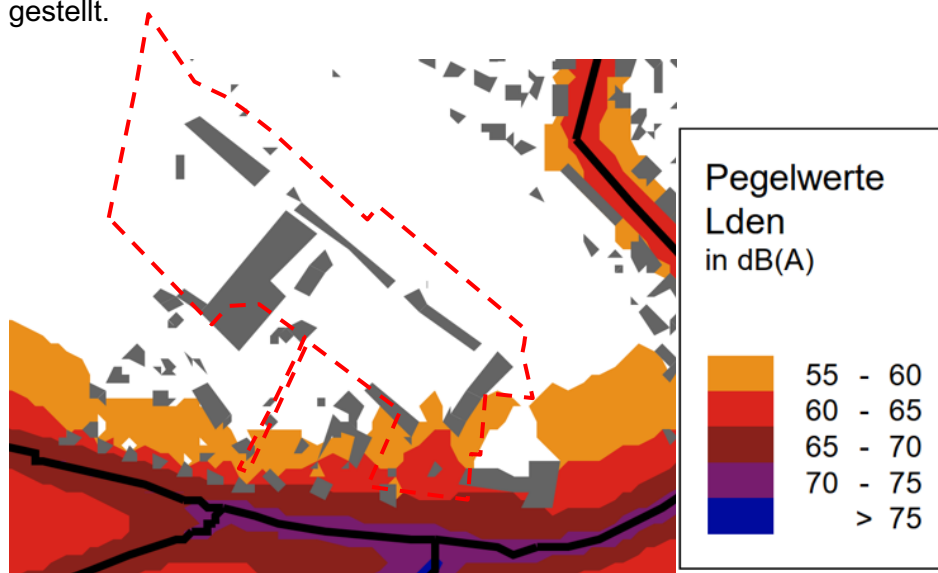 gestellt.
Pegelwerte
Lden
in dB(A)
55 - 60
60 - 65
65 - 70
70 - 75
> 75